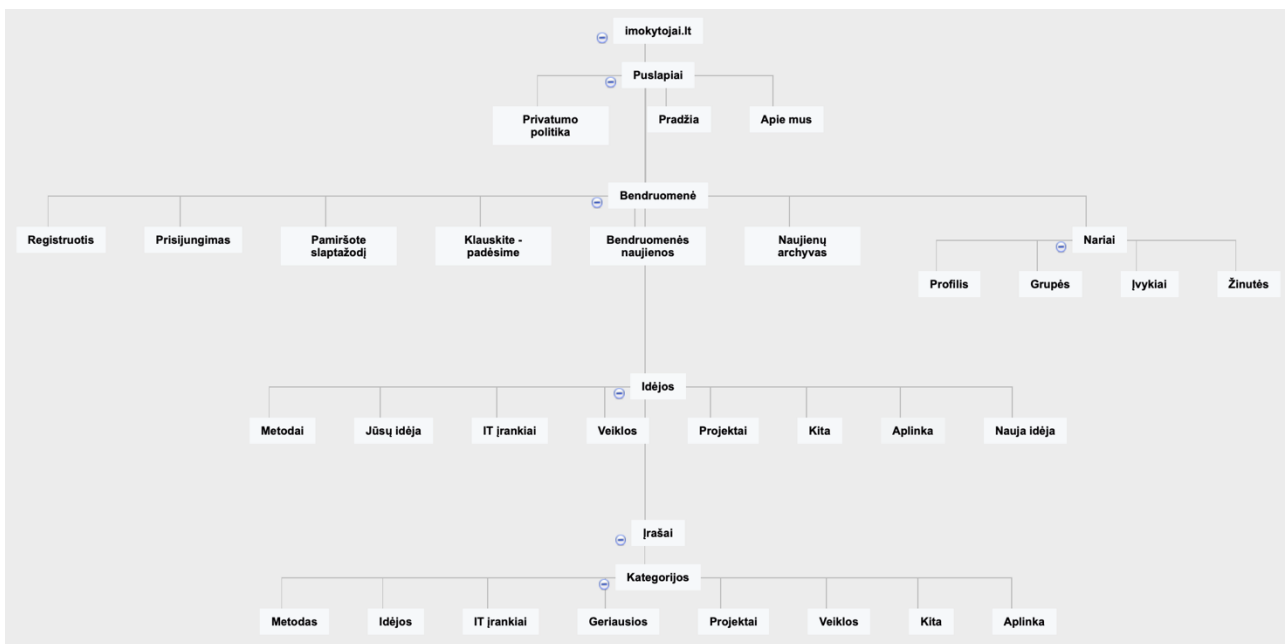 imokytojai.lt
Puslapiai
Privatumo
politika
Pradžia
Apie mus
Bendruomenė
Registruotis
Prisijungimas
Pamiršote
slaptažodį
Klauskite -
padėsime
Bendruomenės
naujienos
Naujienų
archyvas
Nariai
Profilis
Grupės
Įvykiai
Žinutės
Idėjos
Metodai
Jūsų idėja
IT įrankiai
Veiklos
Projektai
Kita
Aplinka
Nauja idėja
Įrašai
Kategorijos
Metodas
Idėjos
IT įrankiai
Geriausios
Projektai
Veiklos
Kita
Aplinka